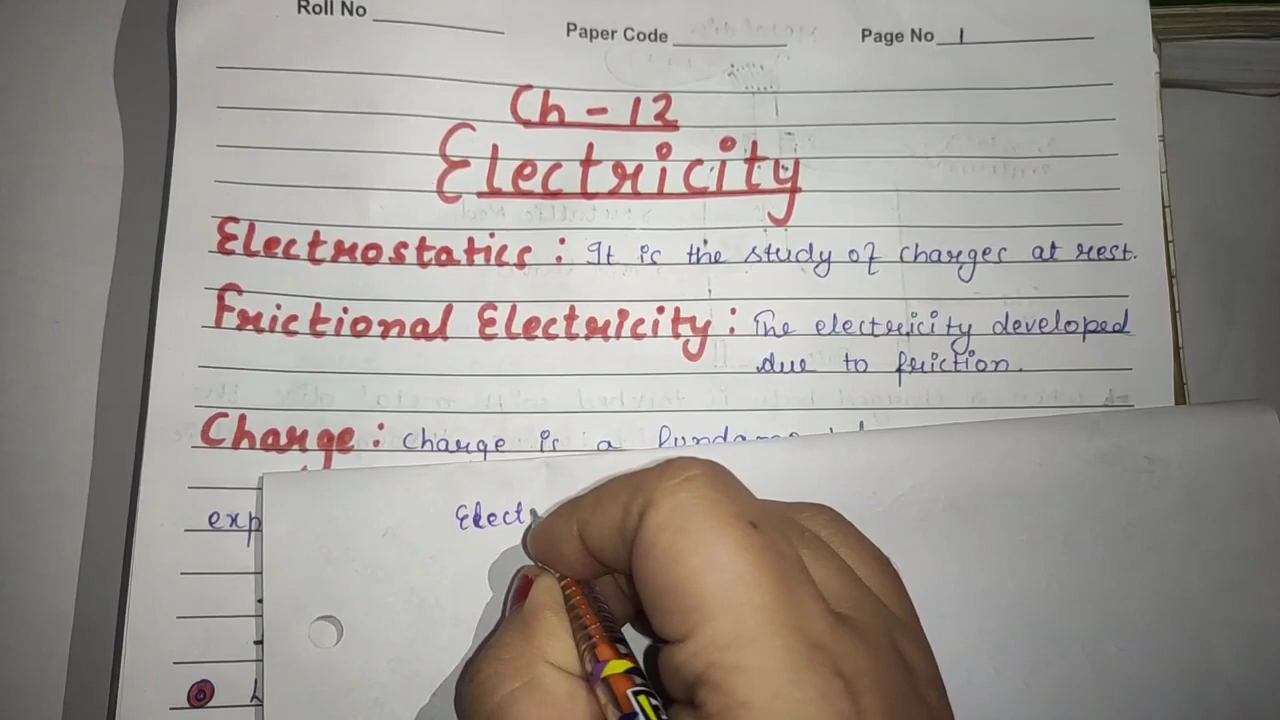 Roll No
Paper Code
Page No 1
Ch - 12
Electricity
Electrostatics : It is the study of charges at rest.
Frictional Electricity : The electricity developed
due to friction.
Charge : charge is a
exp
Elect